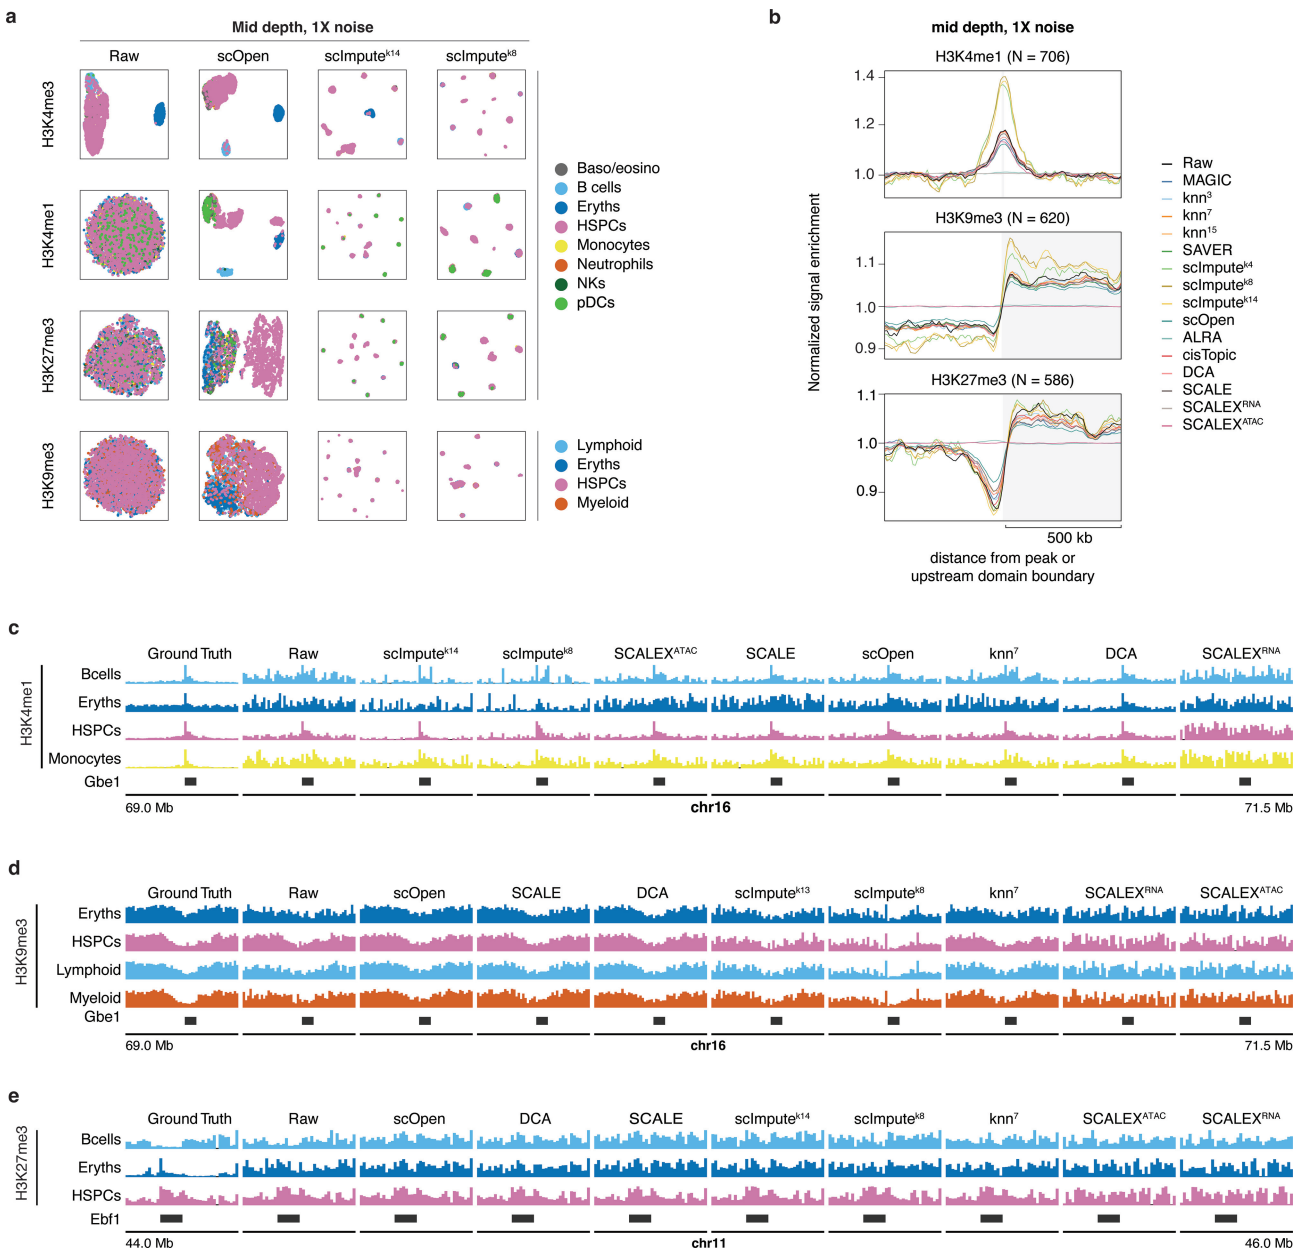 a
Mid depth, 1X noise
Raw scOpen scImputek14 scImputek8
H3K4me3
H3K4me1
H3K27me3
H3K9me3
Baso/eosino
B cells
Eryths
HSPCs
Monocytes
Neutrophils
NKs
pDCs
Lymphoid
Eryths
HSPCs
Myeloid
b
mid depth, 1X noise
H3K4me1 (N = 706)
1.4
1.2
1.0
H3K9me3 (N = 620)
1.1
1.0
0.9
H3K27me3 (N = 586)
1.1
1.0
0.9
Normalized signal enrichment
500 kb
distance from peak or
upstream domain boundary
Raw
MAGIC
knn3
knn7
knn15
SAVER
scImputek4
scImputek8
scImputek14
scOpen
ALRA
cisTopic
DCA
SCALE
SCALEXRNA
SCALEXATAC
c
Ground Truth Raw scImputek14 scImputek8 SCALEXATAC SCALE scOpen knn7 DCA SCALEXRNA
H3K4me1
Bcells
Eryths
HSPCs
Monocytes
Gbe1
69.0 Mb chr16 71.5 Mb
d
Ground Truth Raw scOpen SCALE DCA scImputek13 scImputek8 knn7 SCALEXRNA SCALEXATAC
H3K9me3
Eryths
HSPCs
Lymphoid
Myeloid
Gbe1
69.0 Mb chr16 71.5 Mb
e
Ground Truth Raw scOpen DCA SCALE scImputek14 scImputek8 knn7 SCALEXATAC SCALEXRNA
H3K27me3
Bcells
Eryths
HSPCs
Ebf1
44.0 Mb chr11 46.0 Mb